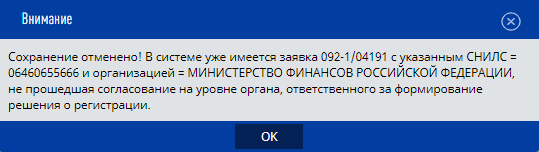 Внимание
Сохранение отменено! В системе уже имеется заявка 092-1/04191 с указанным СНИЛС =
06460655666 и организацией = МИНИСТЕРСТВО ФИНАНСОВ РОССИЙСКОЙ ФЕДЕРАЦИИ,
не прошедшая согласование на уровне органа, ответственного за формирование
решения о регистрации.
ОК